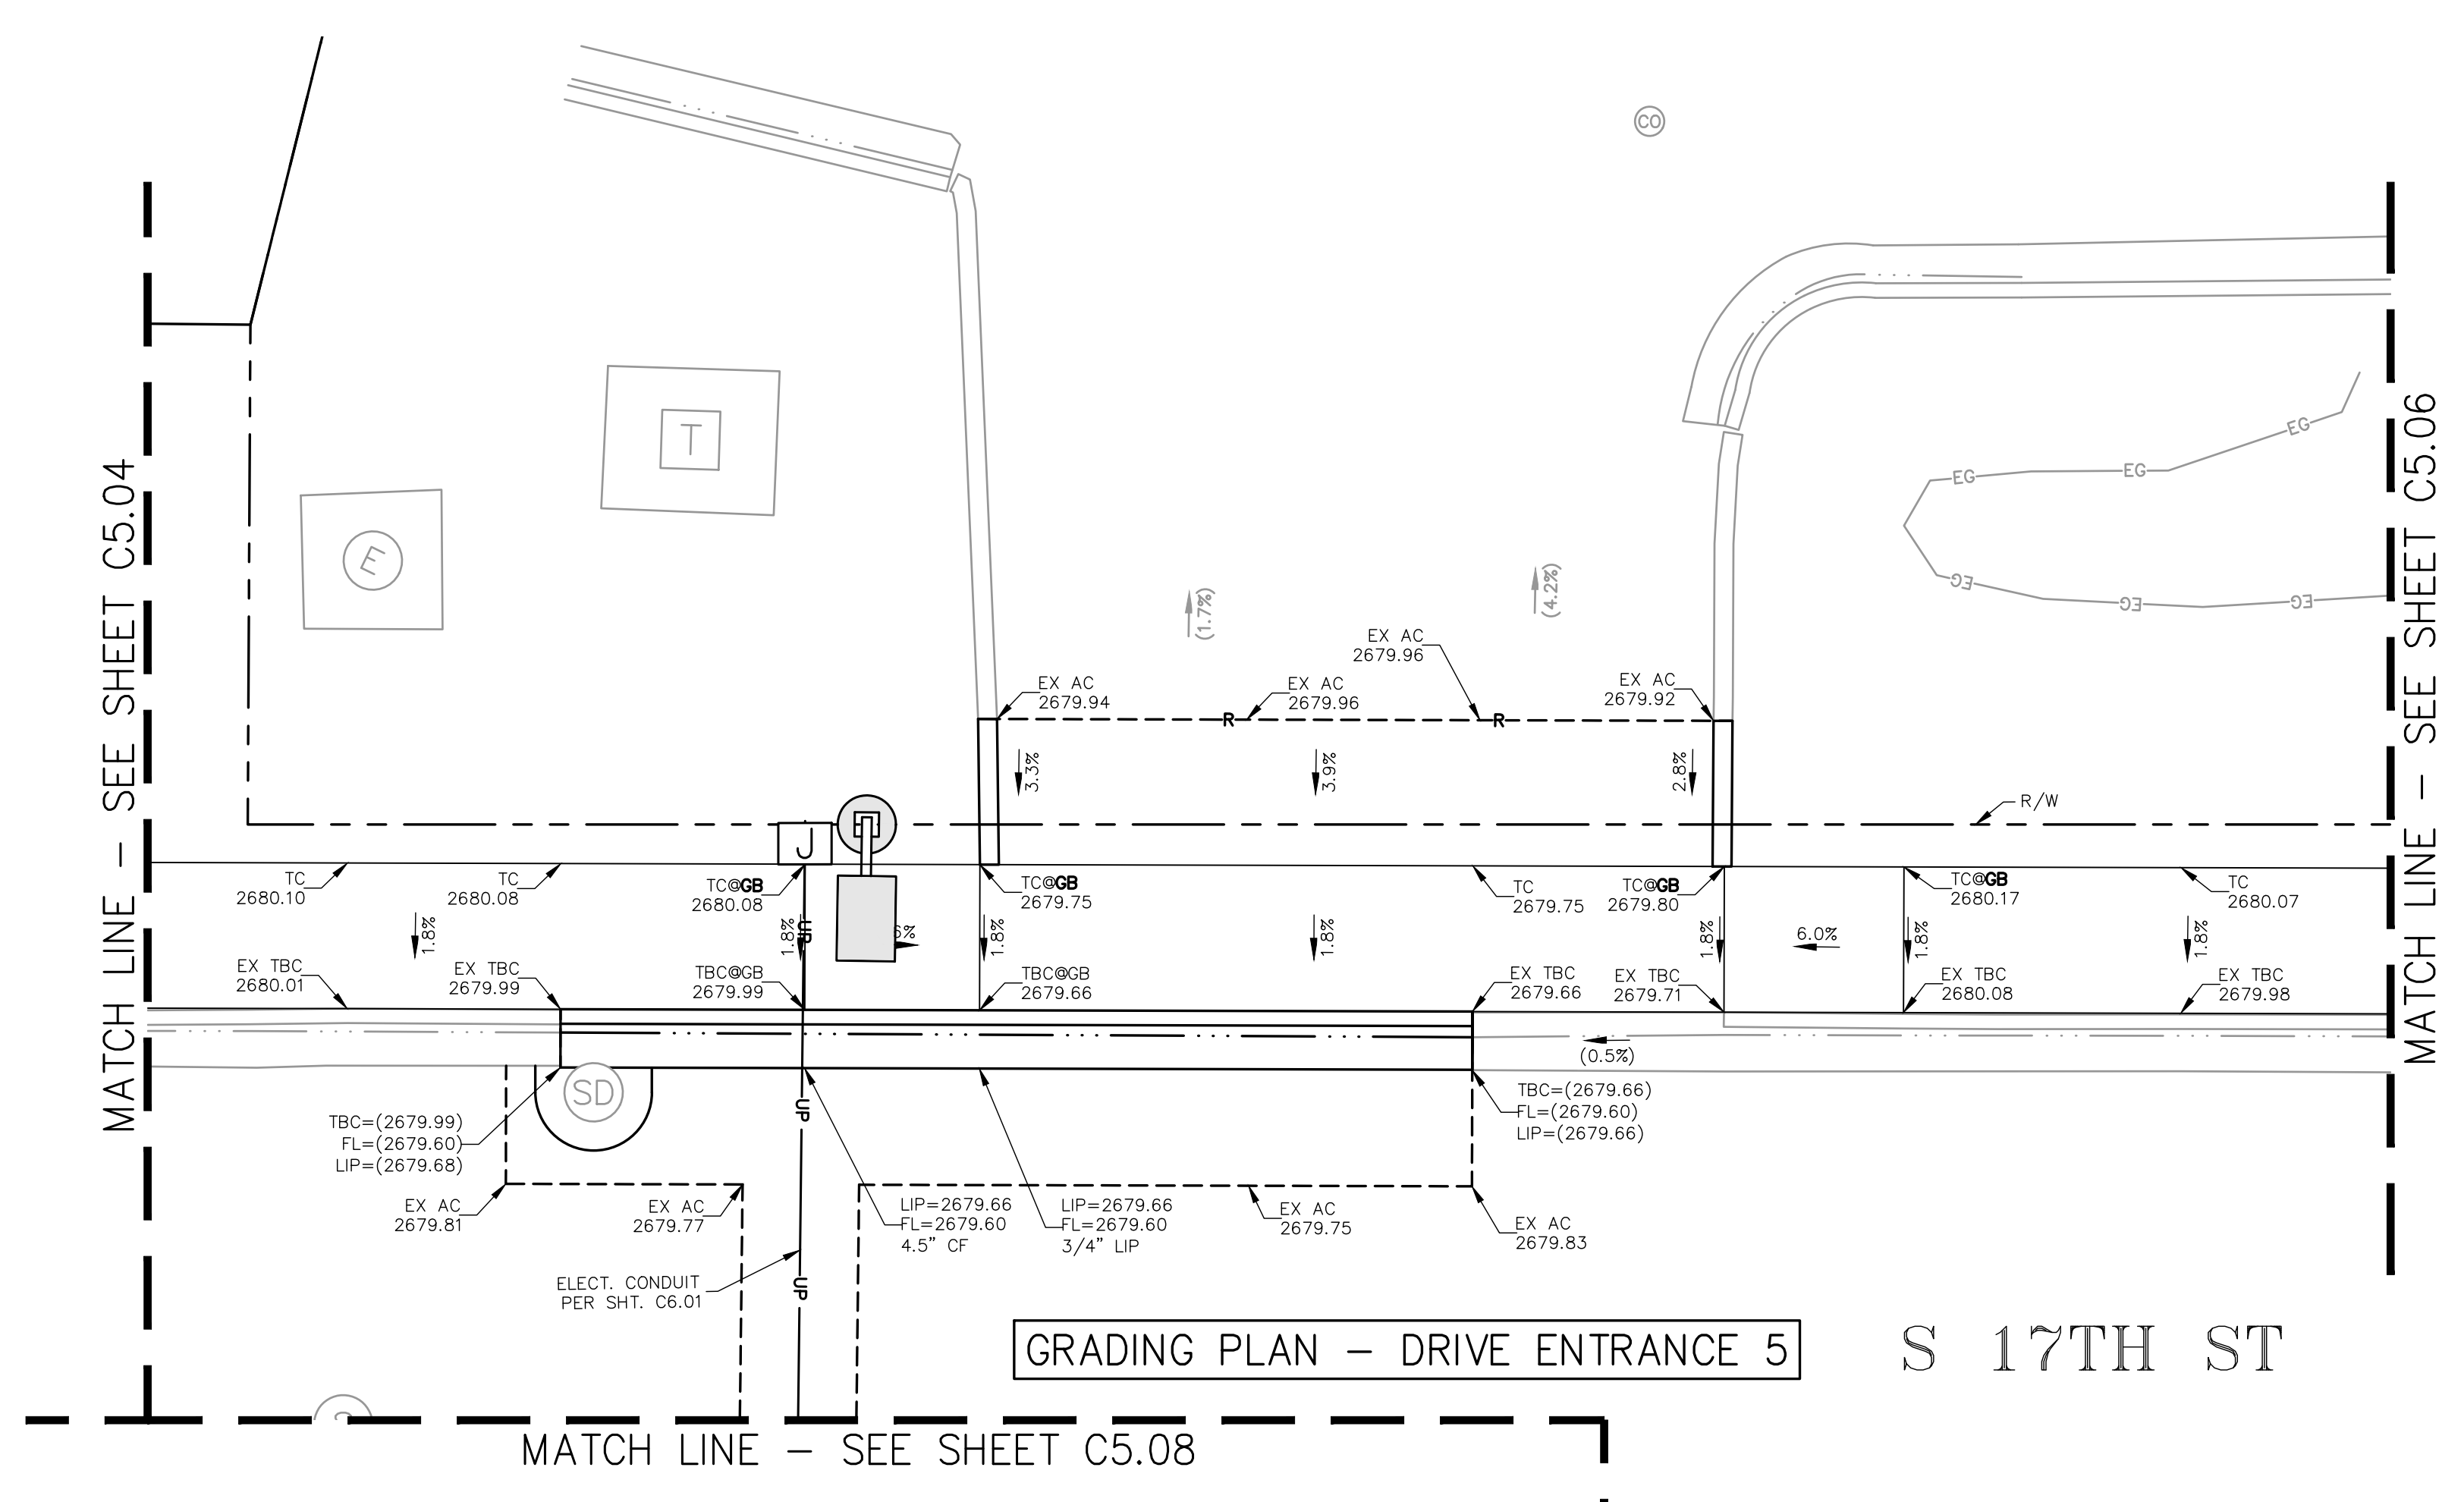 CO
MATCH LINE - SEE SHEET C5.04
MATCH LINE - SEE SHEET C5.06
T
E
EG
EG
EG
EG
EG
EG
(1.7%)
(4.2%)
EX AC
2679.94
EX AC
2679.96
EX AC
2679.96
EX AC
2679.92
R
R
3.3%
3.9%
2.8%
R/W
J
TC
2680.10
TC
2680.08
TC@GB
2680.08
TC@GB
2679.75
TC
2679.75
TC@GB
2679.80
TC@GB
2680.17
TC
2680.07
1.8%
1.8%
UP
6%
1.8%
1.8%
1.8%
6.0%
1.8%
1.8%
EX TBC
2680.01
EX TBC
2679.99
TBC@GB
2679.99
TBC@GB
2679.66
EX TBC
2679.66
EX TBC
2679.71
EX TBC
2680.08
EX TBC
2679.98
(0.5%)
SD
UP
TBC=(2679.99)
FL=(2679.60)
LIP=(2679.68)
TBC=(2679.66)
FL=(2679.60)
LIP=(2679.66)
EX AC
2679.81
EX AC
2679.77
LIP=2679.66
FL=2679.60
4.5" CF
LIP=2679.66
FL=2679.60
3/4" LIP
EX AC
2679.75
EX AC
2679.83
ELECT. CONDUIT
PER SHT. C6.01
UP
GRADING PLAN - DRIVE ENTRANCE 5
S 17TH ST
MATCH LINE - SEE SHEET C5.08